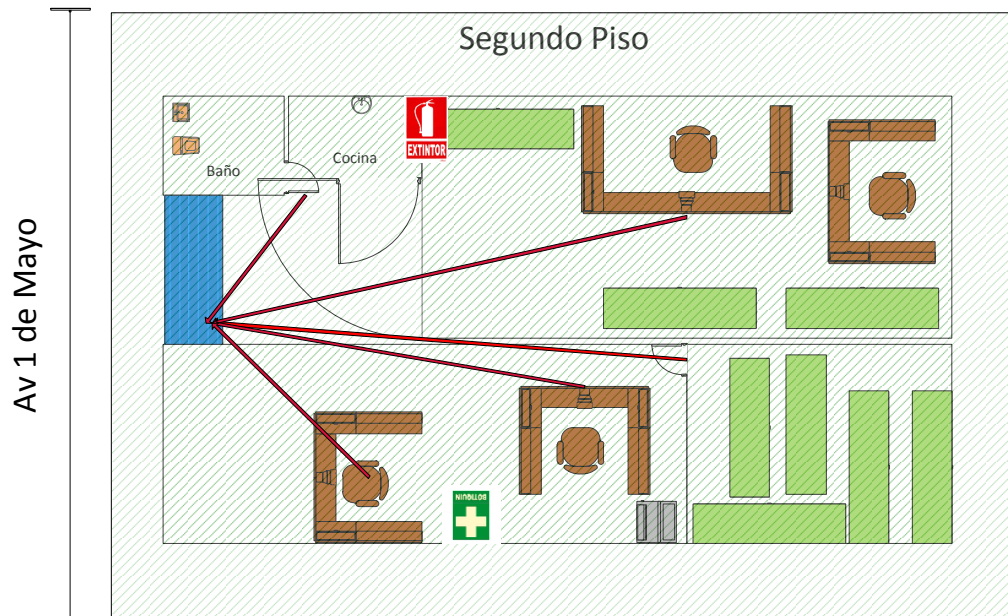 Segundo Piso
Av 1 de Mayo
EXTINTOR
Baño
Cocina
BOTIQUIN